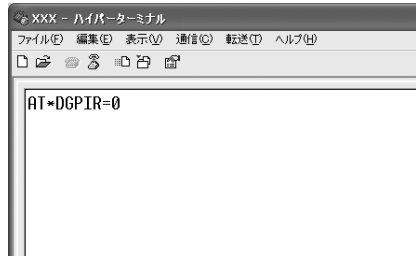 XXX - ハイパーターミナル
ファイル(F) 編集(E) 表示(V) 通信(C) 転送(T) ヘルプ(H)
AT*DGPIR=0